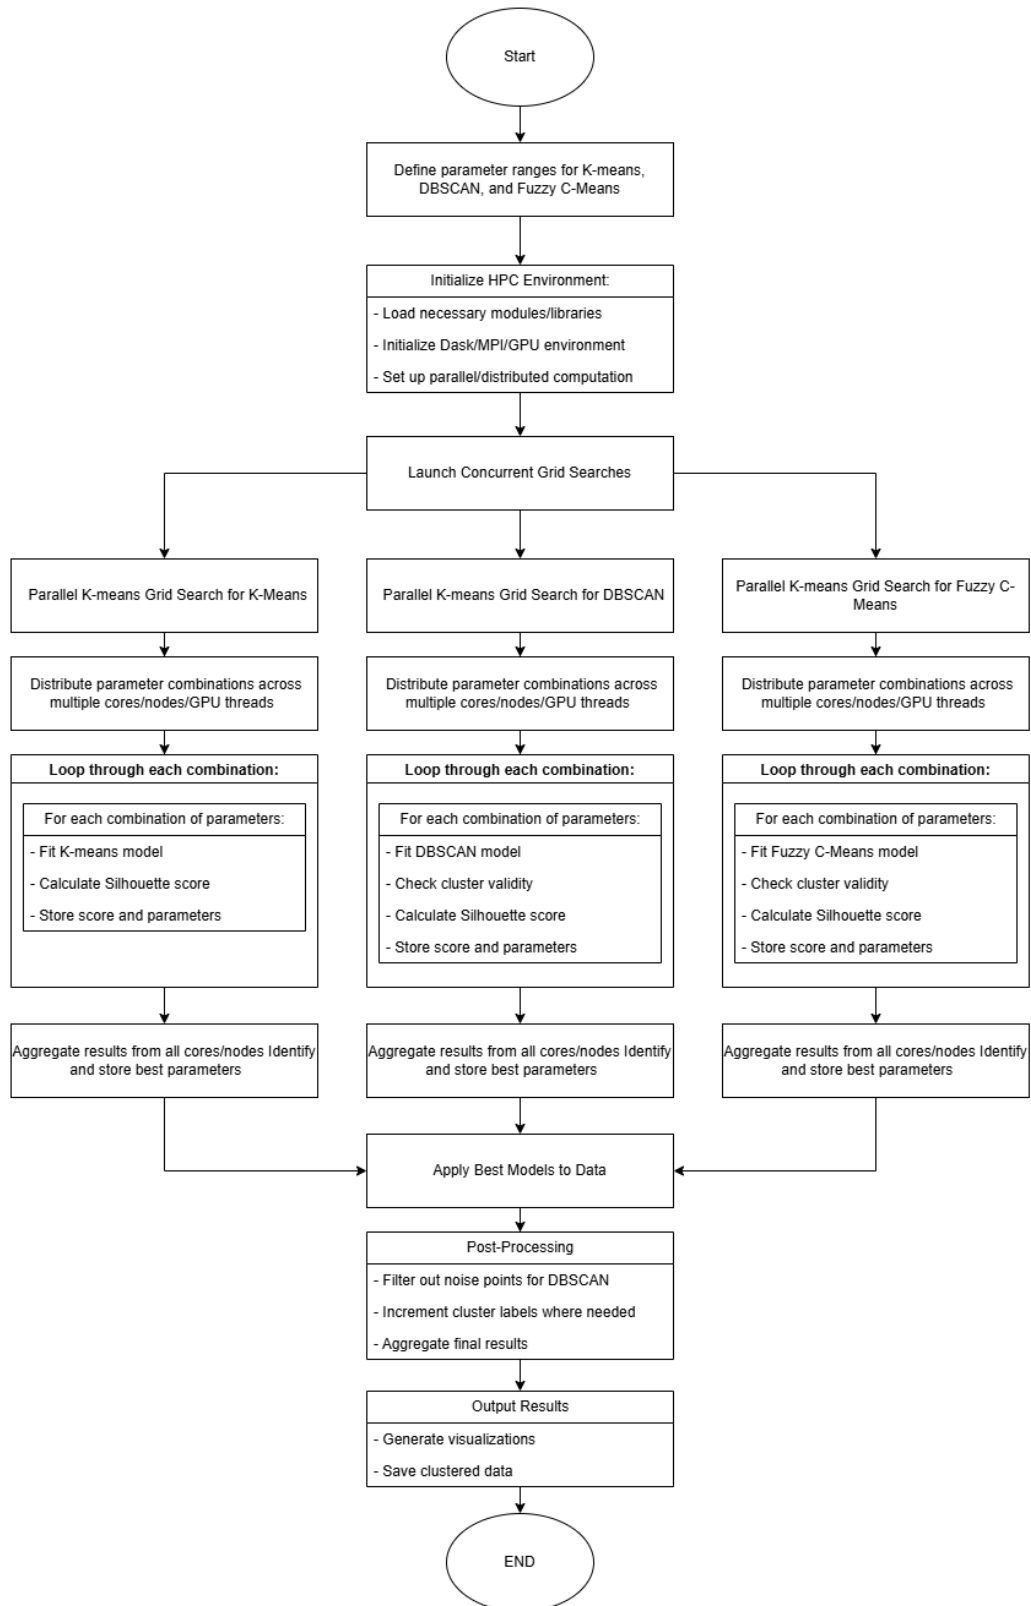 Start
Define parameter ranges for K-means,
DBSCAN, and Fuzzy C-Means
Initialize HPC Environment:
- Load necessary modules/libraries
- Initialize Dask/MPI/GPU environment
- Set up parallel/distributed computation
Launch Concurrent Grid Searches
Parallel K-means Grid Search for K-Means
Distribute parameter combinations across
multiple cores/nodes/GPU threads
Loop through each combination:
For each combination of parameters:
- Fit K-means model
- Calculate Silhouette score
- Store score and parameters
Aggregate results from all cores/nodes Identify
and store best parameters
Parallel K-means Grid Search for DBSCAN
Distribute parameter combinations across
multiple cores/nodes/GPU threads
Loop through each combination:
For each combination of parameters:
- Fit DBSCAN model
- Check cluster validity
- Calculate Silhouette score
- Store score and parameters
Aggregate results from all cores/nodes Identify
and store best parameters
Parallel K-means Grid Search for Fuzzy C-
Means
Distribute parameter combinations across
multiple cores/nodes/GPU threads
Loop through each combination:
For each combination of parameters:
- Fit Fuzzy C-Means model
- Check cluster validity
- Calculate Silhouette score
- Store score and parameters
Aggregate results from all cores/nodes Identify
and store best parameters
Apply Best Models to Data
Post-Processing
- Filter out noise points for DBSCAN
- Increment cluster labels where needed
- Aggregate final results
Output Results
- Generate visualizations
- Save clustered data
END